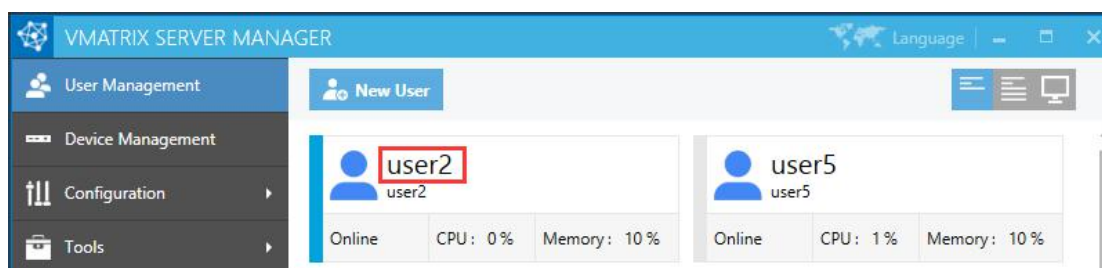 VMATRIX SERVER MANAGER
Language
User Management
New User
Device Management
user2
user2
user5
user5
Configuration
Online CPU: 0% Memory: 10% Online CPU: 1% Memory: 10%
Tools